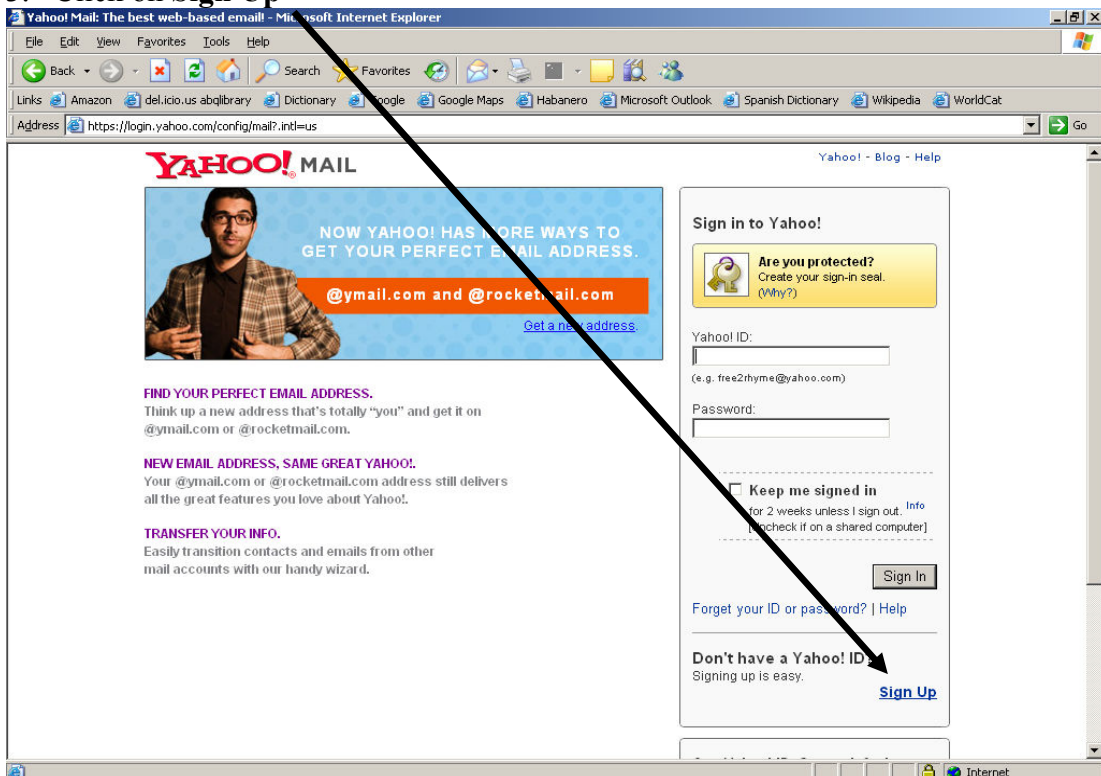 Click on Sign Up
Yahoo! Mail: The best web-based email! - Microsoft Internet Explorer
File Edit View Favorites Tools Help
Back Search Favorites
Links Amazon del.icio.us abqlibrary Dictionary Google Google Maps Habanero Microsoft Outlook Spanish Dictionary Wikipedia WorldCat
Address https://login.yahoo.com/config/mail?.intl=us Go
YAHOO! MAIL
Yahoo! - Blog - Help
NOW YAHOO! HAS MORE WAYS TO
GET YOUR PERFECT EMAIL ADDRESS.
@ymail.com and @rocketmail.com
Get a new address.
FIND YOUR PERFECT EMAIL ADDRESS.
Think up a new address that's totally “you” and get it on
@ymail.com or @rocketmail.com.
NEW EMAIL ADDRESS, SAME GREAT YAHOO!.
Your @ymail.com or @rocketmail.com address still delivers
all the great features you love about Yahoo!.
TRANSFER YOUR INFO.
Easily transition contacts and emails from other
mail accounts with our handy wizard.
Sign in to Yahoo!
Are you protected?
Create your sign-in seal.
(Why?)
Yahoo! ID:
(e.g. free2rhyme@yahoo.com)
Password:
Keep me signed in
for 2 weeks unless I sign out. Info
[Uncheck if on a shared computer]
Sign In
Forget your ID or password? | Help
Don't have a Yahoo! ID?
Signing up is easy.
Sign Up
Internet